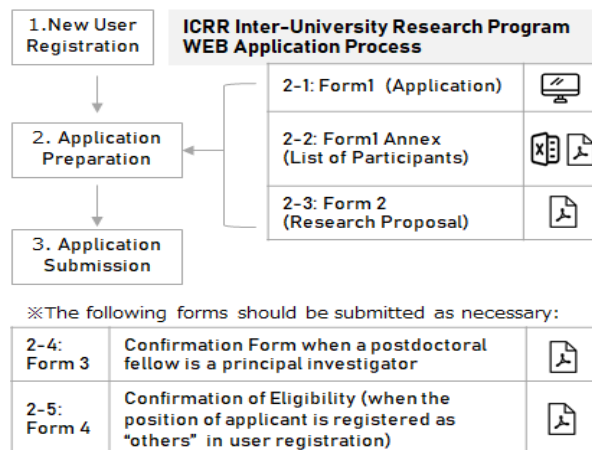 1.New User
Registration
ICRR Inter-University Research Program
WEB Application Process
2. Application
Preparation
2-1: Form1 (Application)
2-2: Form1 Annex
(List of Participants)
2-3: Form 2
(Research Proposal)
3. Application
Submission
※The following forms should be submitted as necessary:
2-4:
Form 3
Confirmation Form when a postdoctoral
fellow is a principal investigator
2-5:
Form 4
Confirmation of Eligibility (when the
position of applicant is registered as
“others” in user registration)